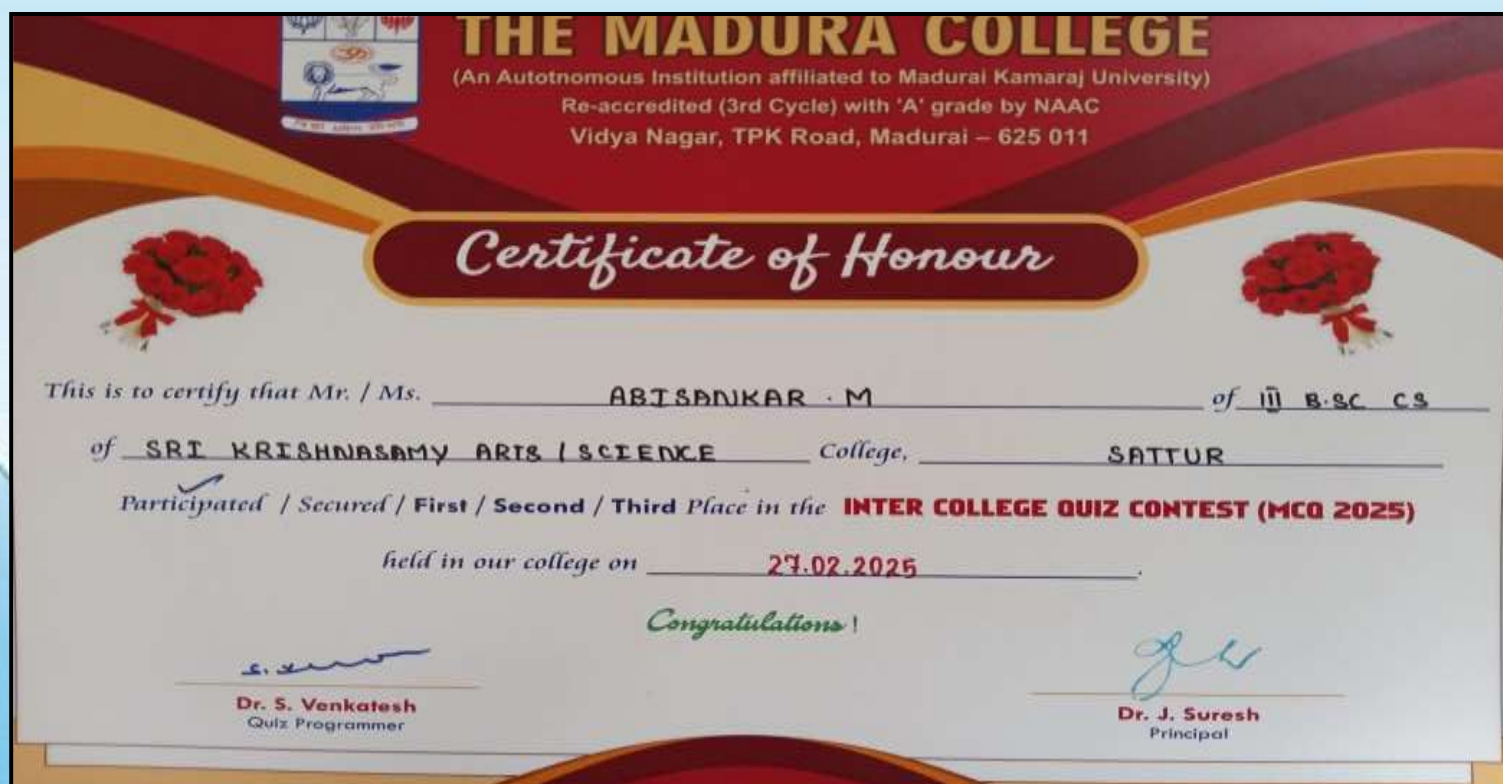 THE MADURA COLLEGE
(An Autotnomous Institution affiliated to Madurai Kamaraj University)
Re-accredited (3rd Cycle) with 'A' grade by NAAC
Vidya Nagar, TPK Road, Madurai – 625 011
Certificate of Honour
This is to certify that Mr. / Ms. ABISANKAR . M of III B.SC CS
of SRI KRISHNASAMY ARTS / SCIENCE College, SATTUR
Participated / Secured / First / Second / Third Place in the INTER COLLEGE QUIZ CONTEST (MCQ 2025)
held in our college on 27.02.2025.
Congratulations !
Dr. S. Venkatesh
Quiz Programmer
Dr. J. Suresh
Principal